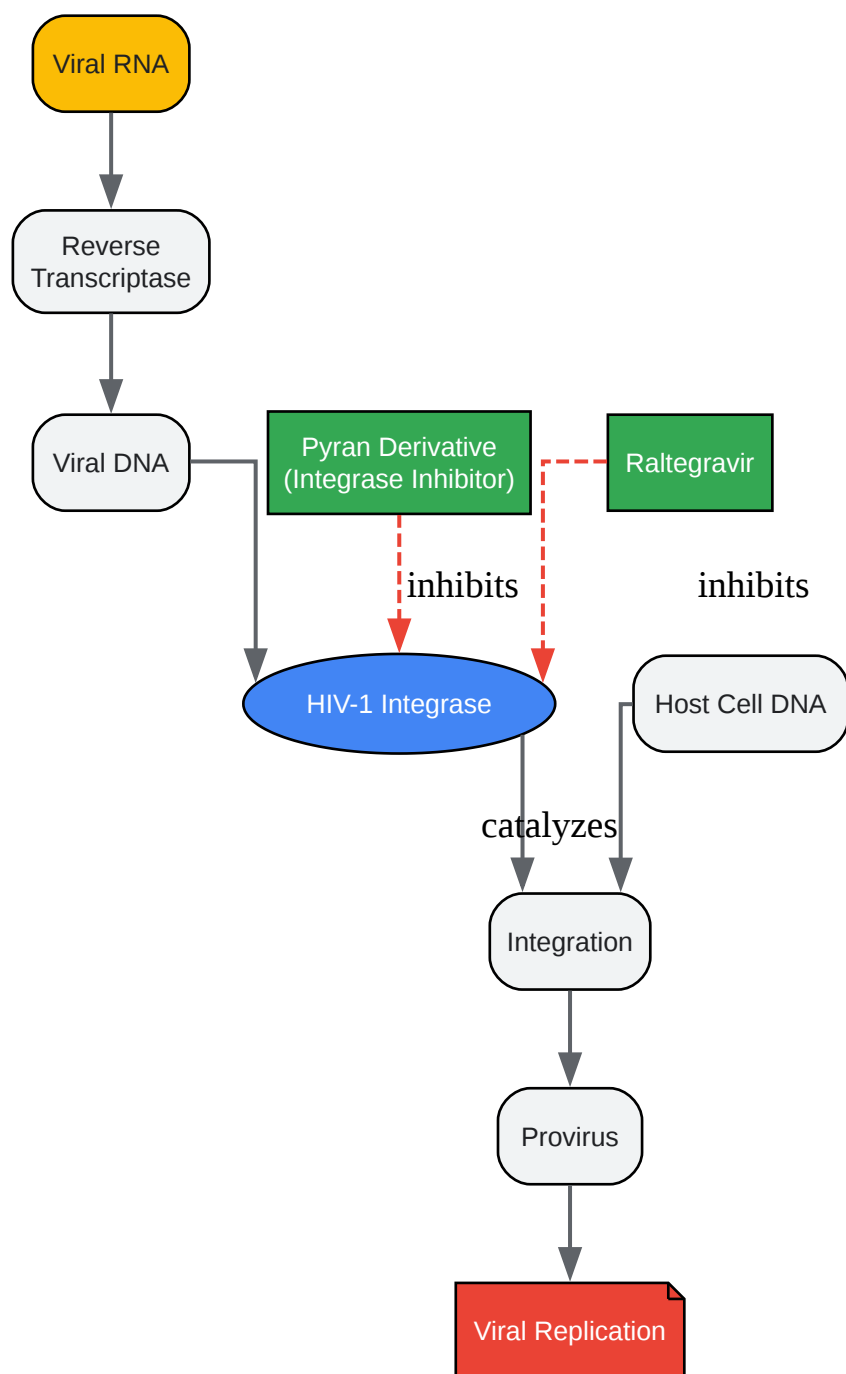 Viral RNA
Reverse
Transcriptase
Viral DNA
Pyran Derivative
(Integrase Inhibitor)
Raltegravir
inhibits
inhibits
HIV-1 Integrase
Host Cell DNA
catalyzes
Integration
Provirus
Viral Replication